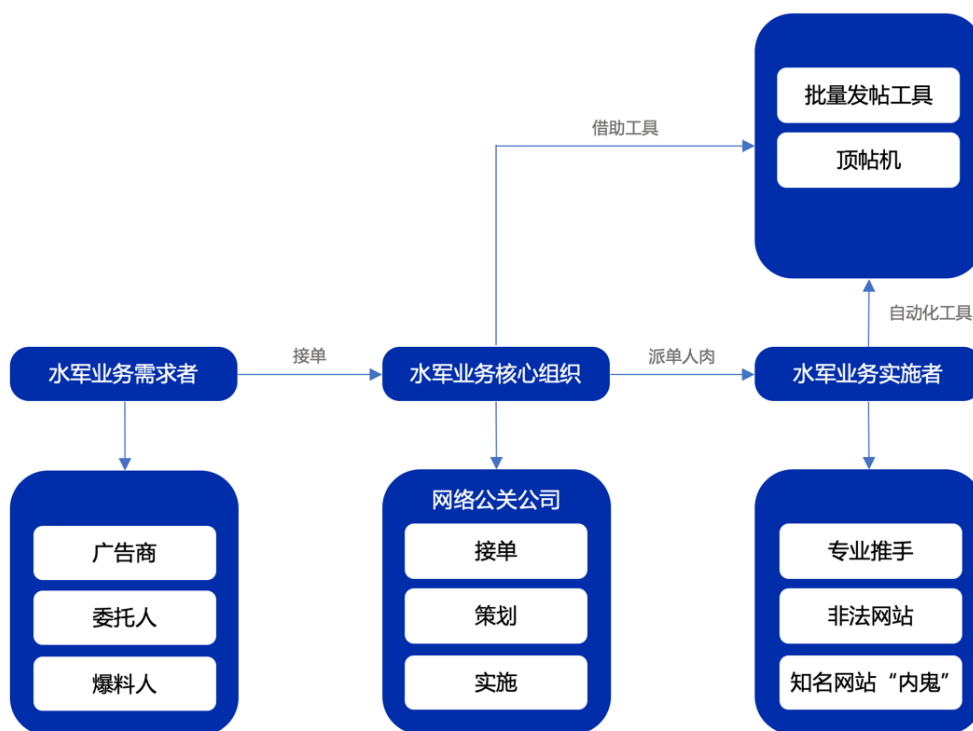 批量发帖工具
借助工具
顶帖机
自动化工具
水军业务需求者
接单
水军业务核心组织
派单人肉
水军业务实施者
网络公关公司
广告商
接单
专业推手
委托人
策划
非法网站
爆料人
实施
知名网站“内鬼”